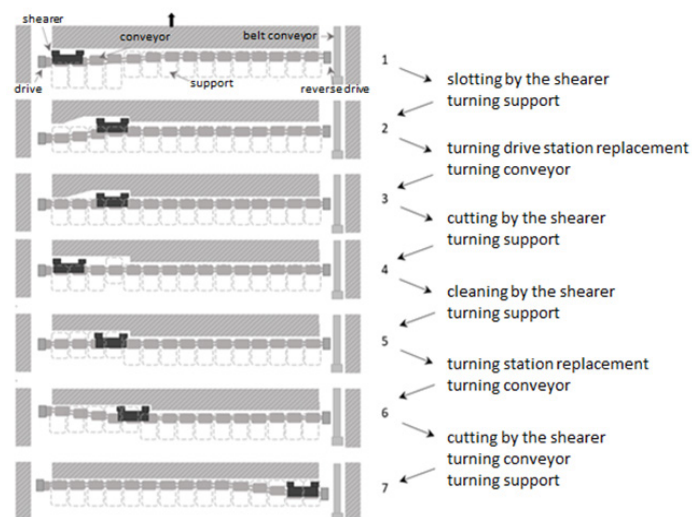 shearer
conveyor
belt conveyor
drive
support
reverse drive
1
slotting by the shearer
turning support
2
turning drive station replacement
turning conveyor
3
cutting by the shearer
turning support
4
cleaning by the shearer
turning support
5
turning station replacement
turning conveyor
6
cutting by the shearer
turning conveyor
turning support
7